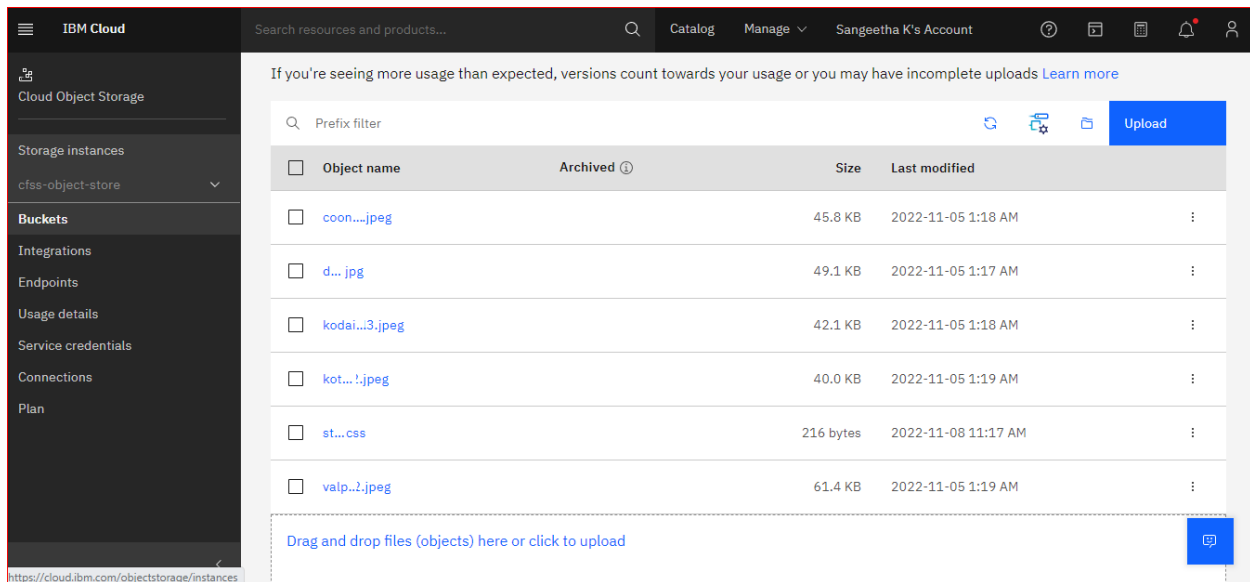 IBM Cloud
Search resources and products...
Catalog
Manage
Sangeetha K's Account
Cloud Object Storage
Storage instances
cfss-object-store
Buckets
Integrations
Endpoints
Usage details
Service credentials
Connections
Plan
https://cloud.ibm.com/objectstorage/instances
If you're seeing more usage than expected, versions count towards your usage or you may have incomplete uploads Learn more
Prefix filter
Upload
Object name Archived Size Last modified
coon....jpeg 45.8 KB 2022-11-05 1:18 AM
d... jpg 49.1 KB 2022-11-05 1:17 AM
kodai...3.jpeg 42.1 KB 2022-11-05 1:18 AM
kot... !.jpeg 40.0 KB 2022-11-05 1:19 AM
st...css 216 bytes 2022-11-08 11:17 AM
valp..2.jpeg 61.4 KB 2022-11-05 1:19 AM
Drag and drop files (objects) here or click to upload